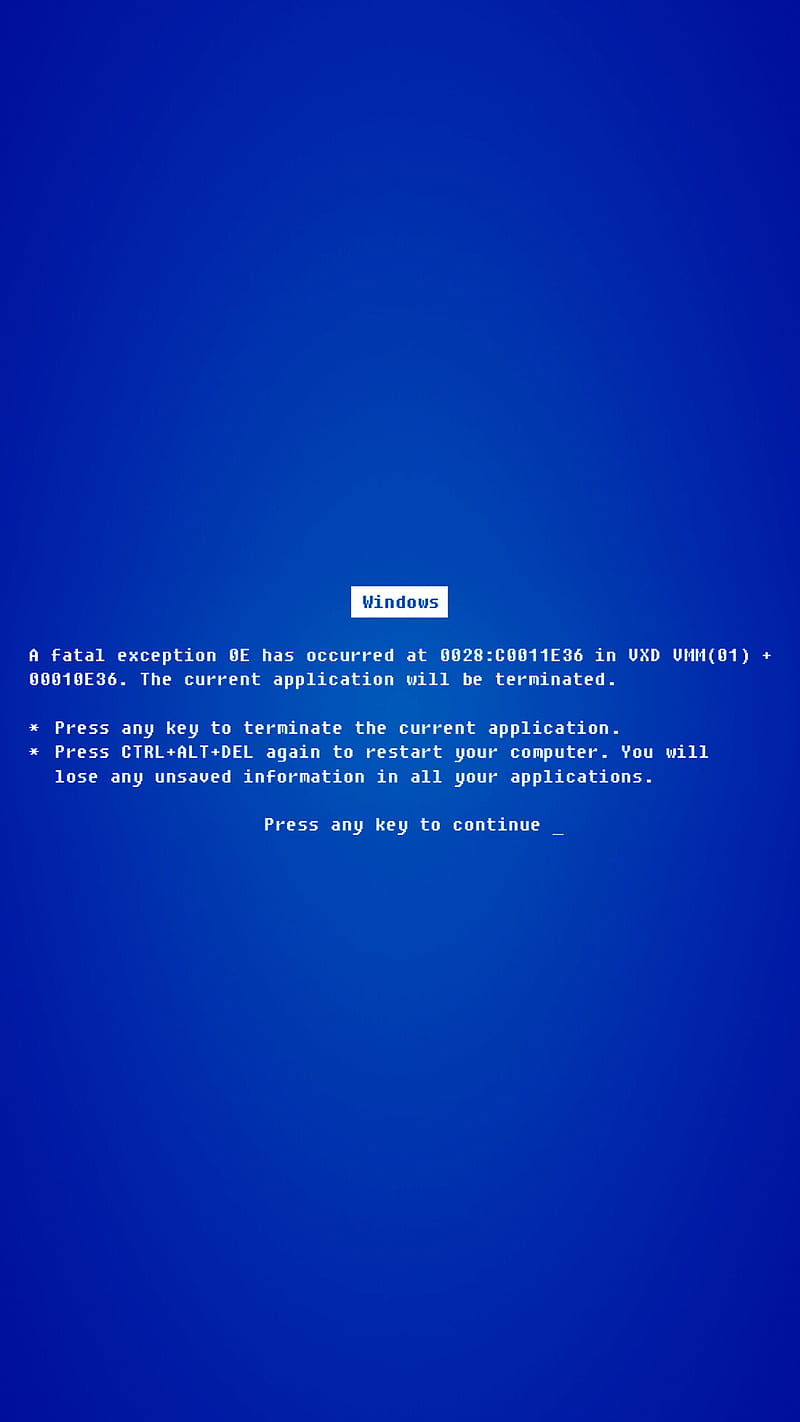 Windows
A fatal exception 0E has occurred at 0028:C0011E36 in VXD VMM(01) +
00010E36. The current application will be terminated.
* Press any key to terminate the current application.
* Press CTRL+ALT+DEL again to restart your computer. You will
lose any unsaved information in all your applications.
Press any key to continue _